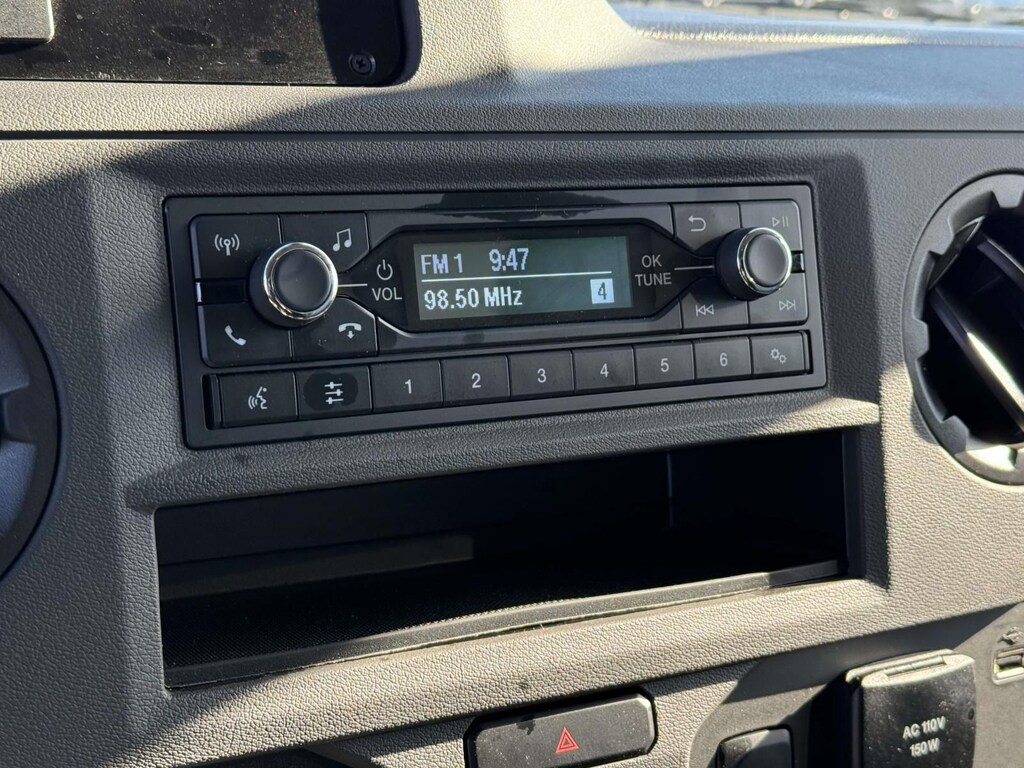 FM 1 9:47
98.50 MHz 4
VOL
OK
TUNE
1 2 3 4 5 6
AC 110V
150W